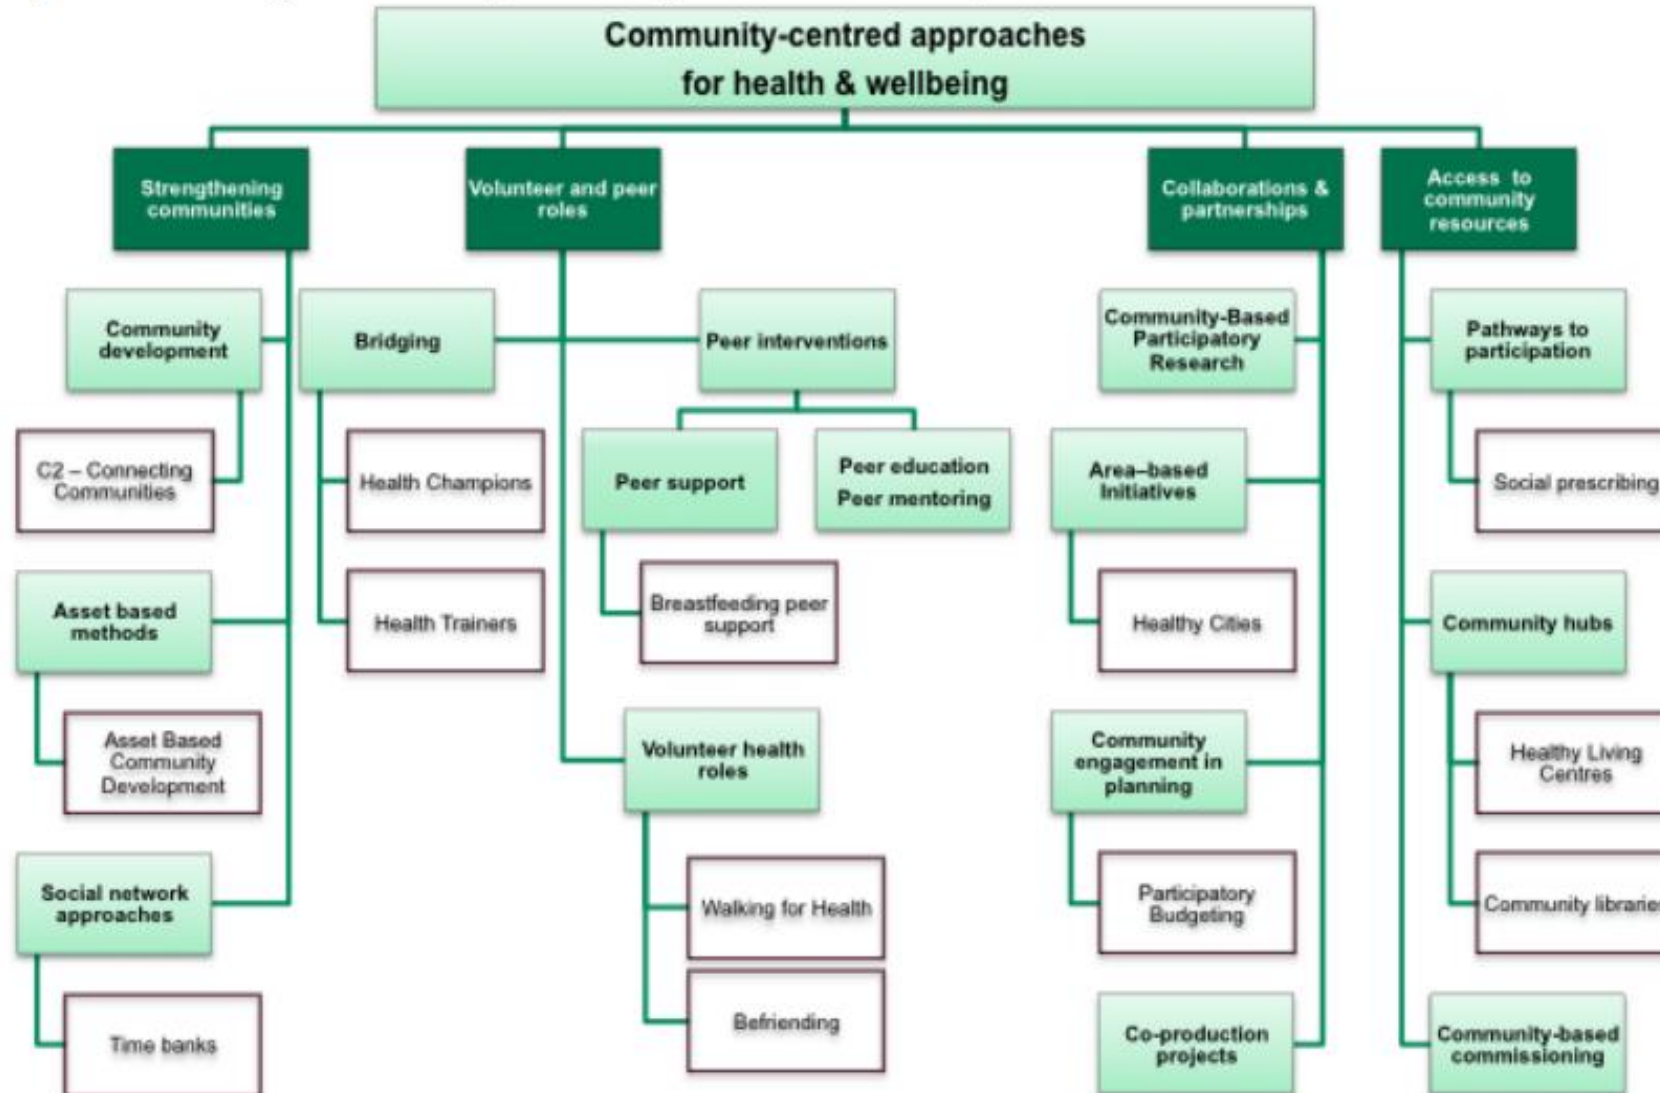 Community-centred approaches
for health & wellbeing
Strengthening
communities
Volunteer and peer
roles
Collaborations &
partnerships
Access to
community
resources
Community
development
Bridging
Peer interventions
Community-Based
Participatory
Research
Pathways to
participation
C2 – Connecting
Communities
Health Champions
Peer support
Peer education
Peer mentoring
Area–based
Initiatives
Social prescribing
Asset based
methods
Health Trainers
Breastfeeding peer
support
Healthy Cities
Community hubs
Asset Based
Community
Development
Volunteer health
roles
Community
engagement in
planning
Healthy Living
Centres
Social network
approaches
Walking for Health
Participatory
Budgeting
Community libraries
Time banks
Befriending
Co-production
projects
Community-based
commissioning